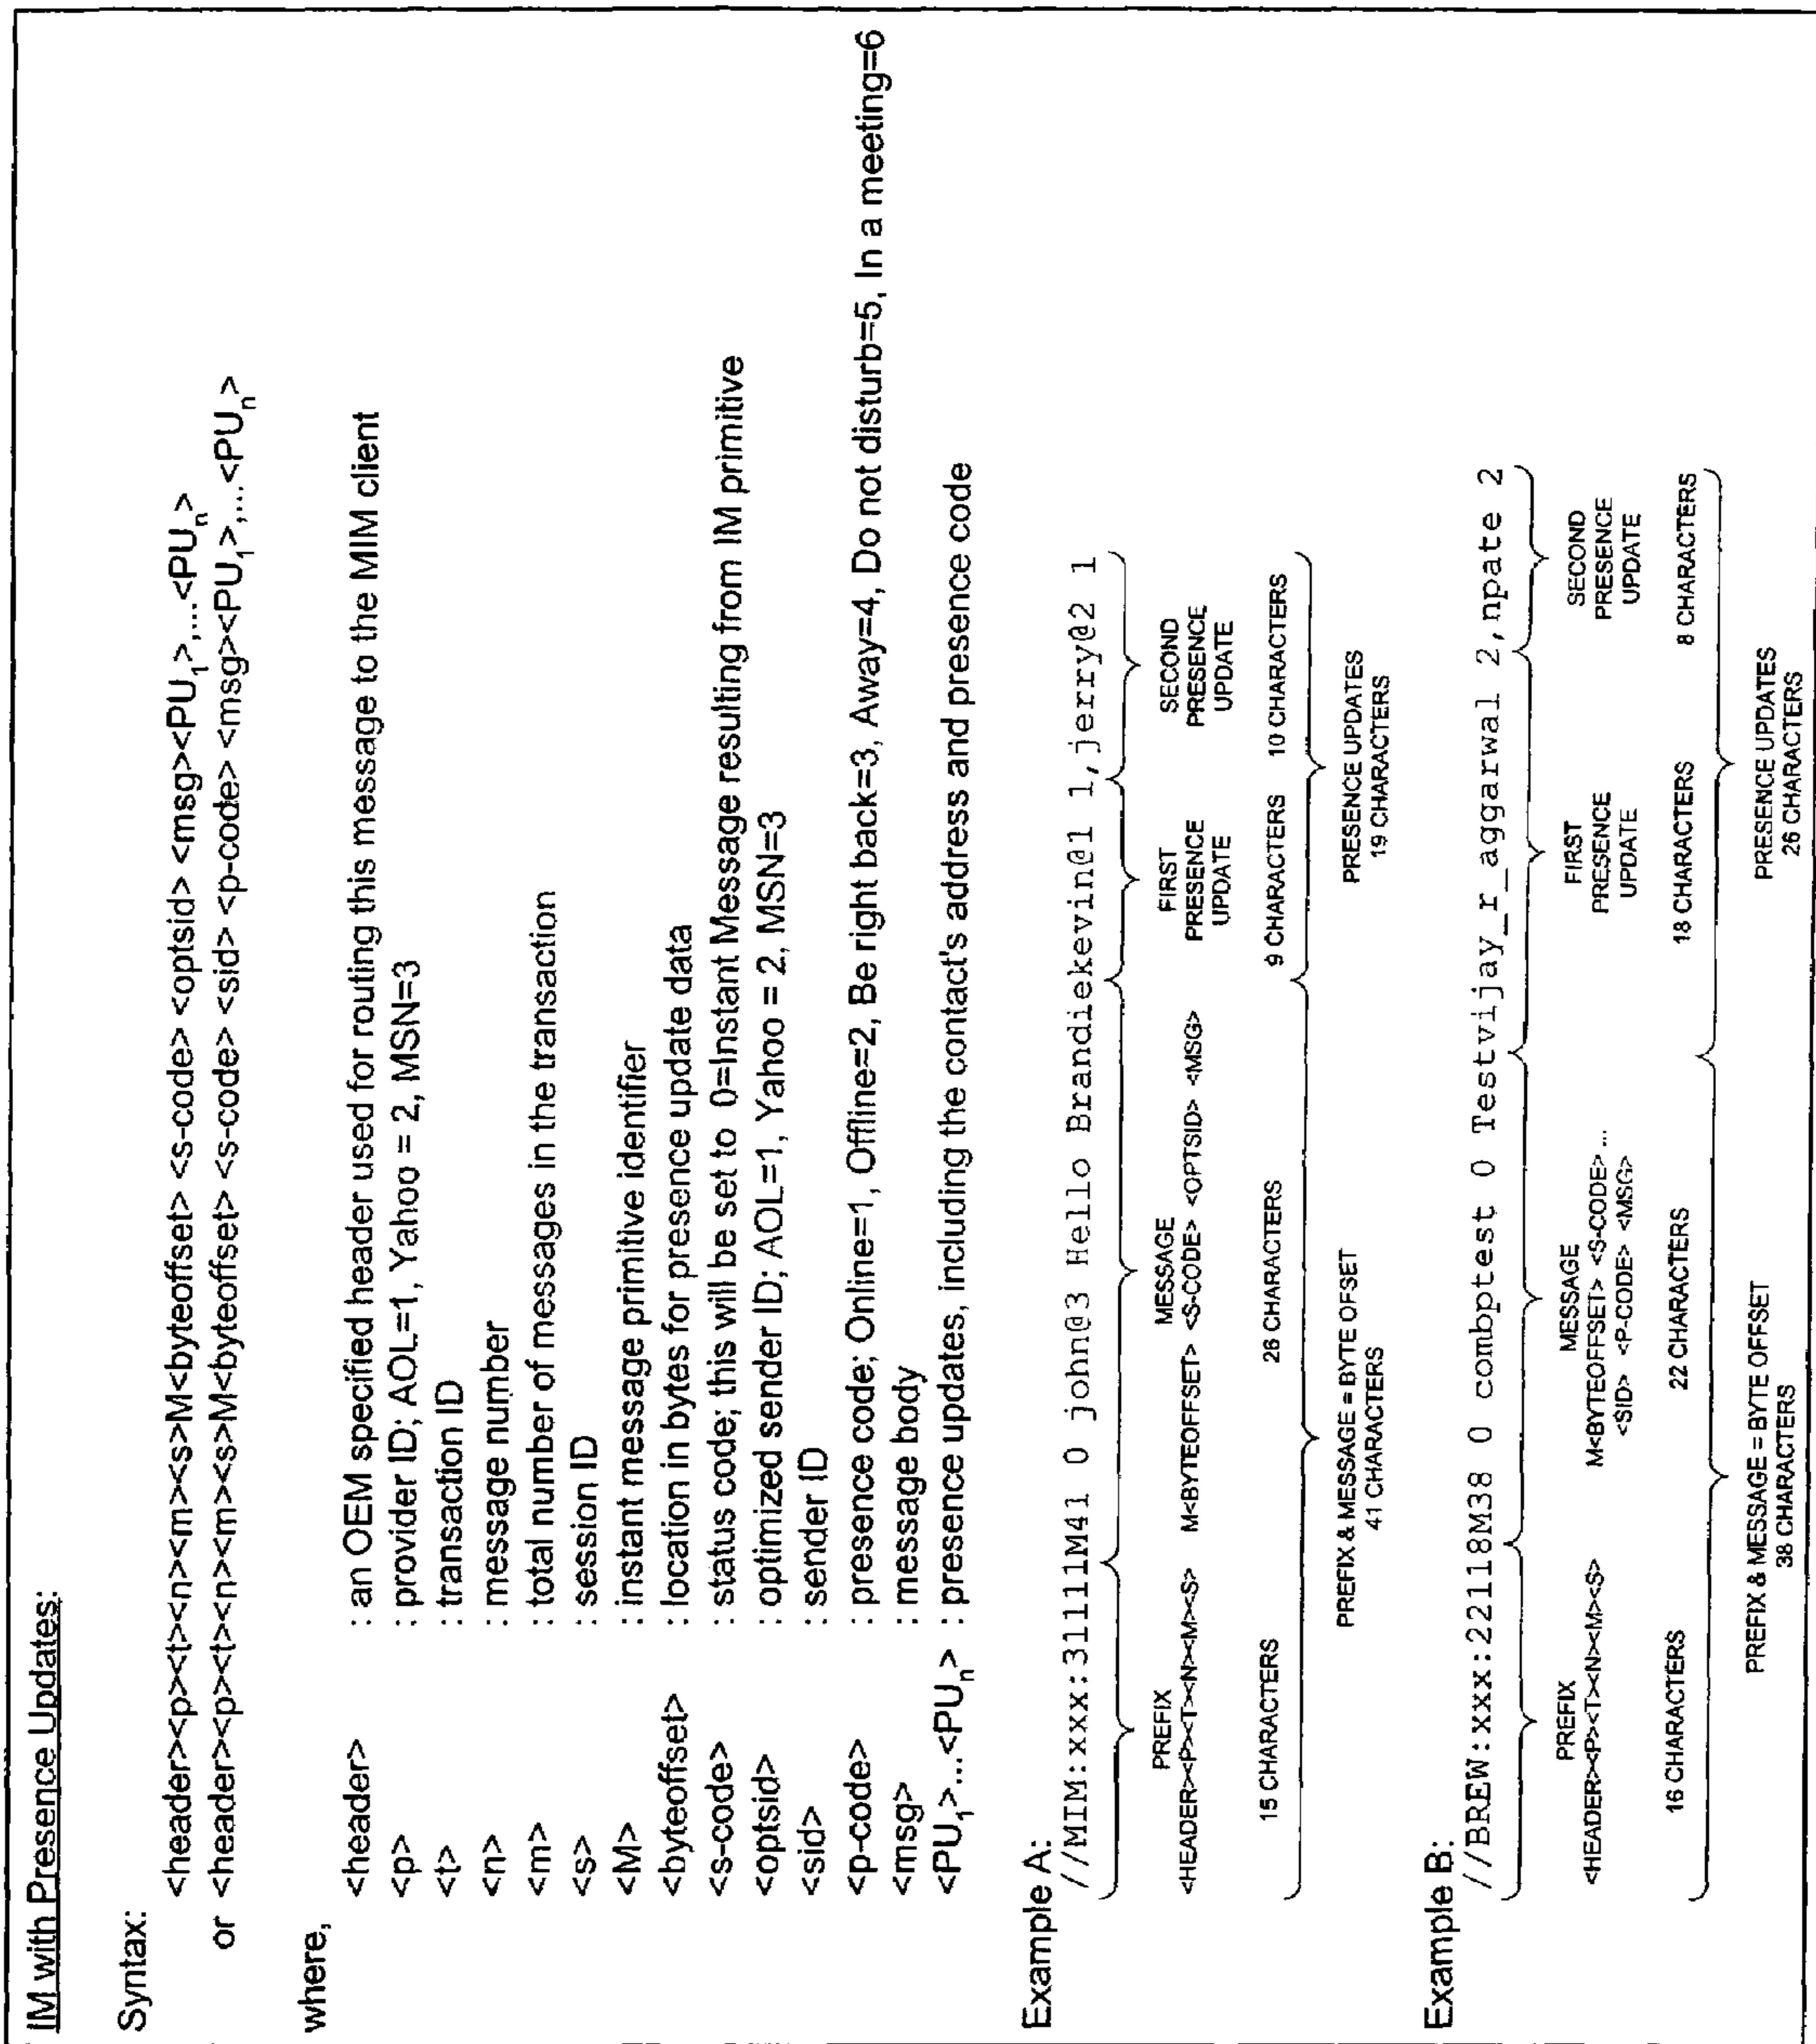 IM with Presence Updates:
Syntax:
<header><p><t><n><m><s>M<byteoffset> <s-code> <optsid> <msg><PU1>,...<PUn>
or <header><p><t><n><m><s>M<byteoffset> <s-code> <sid> <p-code> <msg><PU1>,...<PUn>
where,
<header> : an OEM specified header used for routing this message to the MIM client
<p> : provider ID; AOL=1, Yahoo = 2, MSN=3
<t> : transaction ID
<n> : message number
<m> : total number of messages in the transaction
<s> : session ID
<M> : instant message primitive identifier
<byteoffset> : location in bytes for presence update data
<s-code> : status code; this will be set to 0=Instant Message resulting from IM primitive
<optsid> : optimized sender ID; AOL=1, Yahoo = 2, MSN=3
<sid> : sender ID
<p-code> : presence code; Online=1, Offline=2, Be right back=3, Away=4, Do not disturb=5, In a meeting=6
<msg> : message body
<PU1>...<PUn> : presence updates, including the contact's address and presence code
Example A:
//MIM:xxx:31111M41 0 john@3 Hello Brandiekevin@1 1,jerry@2 1
PREFIX MESSAGE FIRST SECOND
<HEADER><P><T><N><M><S> M<BYTEOFFSET> <S-CODE> <OPTSID> <MSG> PRESENCE PRESENCE
UPDATE UPDATE
15 CHARACTERS 26 CHARACTERS 9 CHARACTERS 10 CHARACTERS
PREFIX & MESSAGE = BYTE OFSET PRESENCE UPDATES
41 CHARACTERS 19 CHARACTERS
Example B:
//BREW:xxx:22118M38 0 combptest 0 Testvijay_r_aggarwal 2,npate 2
PREFIX MESSAGE FIRST SECOND
<HEADER><P><T><N><M><S> M<BYTEOFFSET> <S-CODE>... PRESENCE PRESENCE
<SID> <P-CODE> <MSG> UPDATE UPDATE
16 CHARACTERS 22 CHARACTERS 18 CHARACTERS 8 CHARACTERS
PREFIX & MESSAGE = BYTE OFFSET PRESENCE UPDATES
38 CHARACTERS 26 CHARACTERS